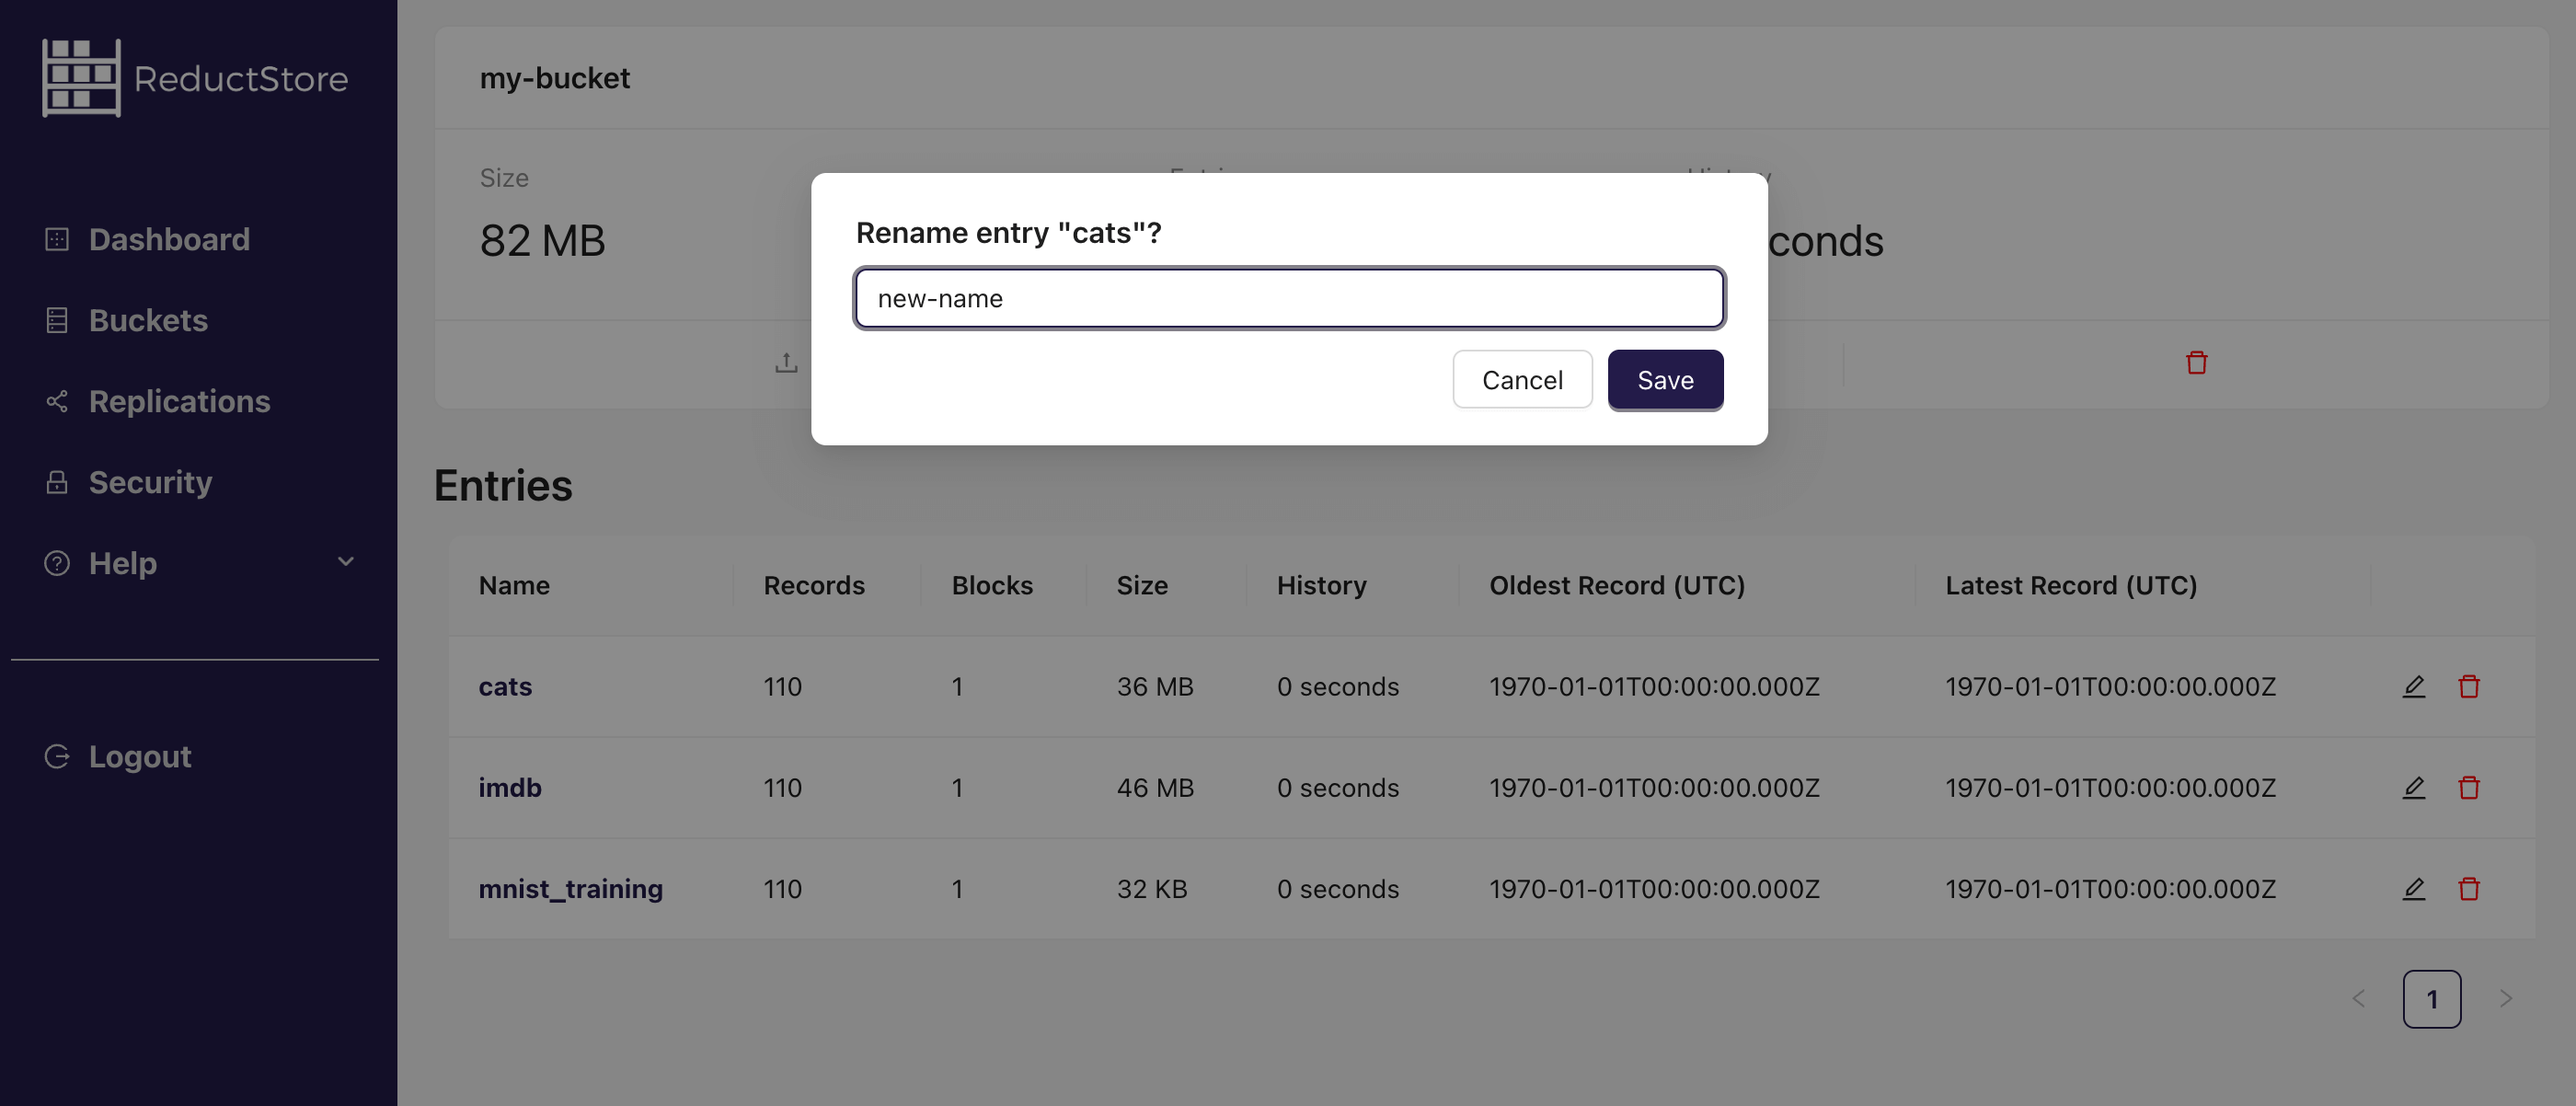 ReductStore
Dashboard
Buckets
Replications
Security
Help
Logout
my-bucket
Size
82 MB
conds
Rename entry "cats"?
new-name
Cancel Save
Entries
Name Records Blocks Size History Oldest Record (UTC) Latest Record (UTC)
cats 110 1 36 MB 0 seconds 1970-01-01T00:00:00.000Z 1970-01-01T00:00:00.000Z
imdb 110 1 46 MB 0 seconds 1970-01-01T00:00:00.000Z 1970-01-01T00:00:00.000Z
mnist_training 110 1 32 KB 0 seconds 1970-01-01T00:00:00.000Z 1970-01-01T00:00:00.000Z
< 1 >